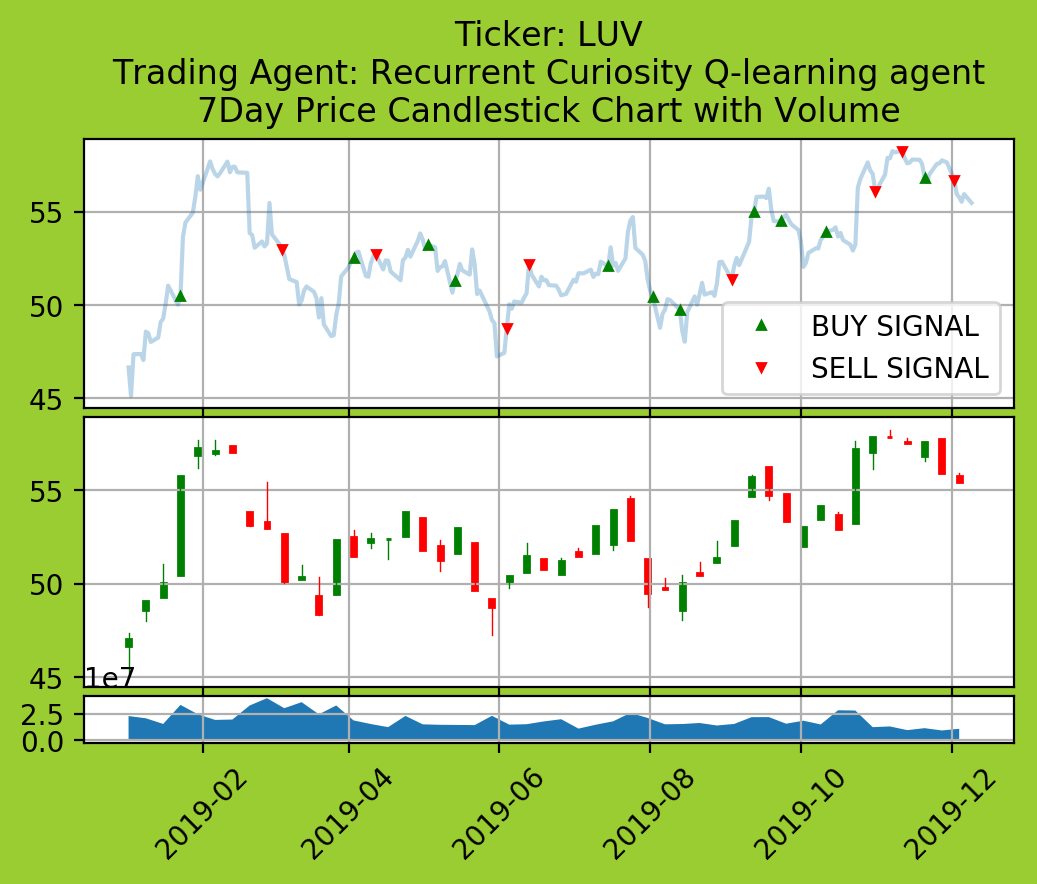 Ticker: LUV
Trading Agent: Recurrent Curiosity Q-learning agent
7Day Price Candlestick Chart with Volume
55
50
45
BUY SIGNAL
SELL SIGNAL
55
50
45
1e7
2.5
0.0
2019-02
2019-04
2019-06
2019-08
2019-10
2019-12